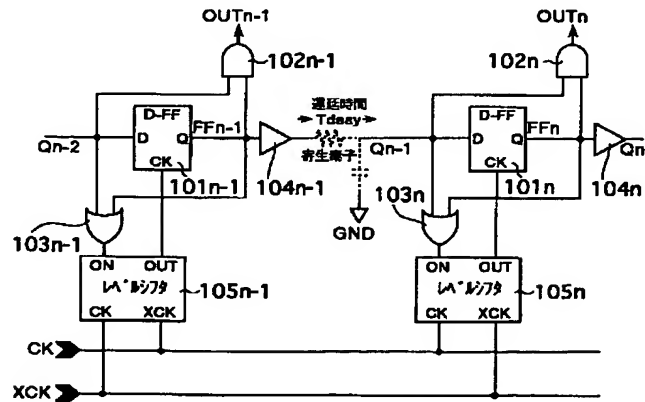 OUTn-1
OUTn
102n-1
102n
遅延時間
Tdeay
D-FF
D Q
CK
FFn-1
Qn-2
101n-1
104n-1
寄生素子
Qn-1
GND
D-FF
D Q
CK
FFn
Qn
101n
104n
103n-1
103n
ON OUT
レベルシフタ
CK XCK
105n-1
ON OUT
レベルシフタ
CK XCK
105n
CK
XCK